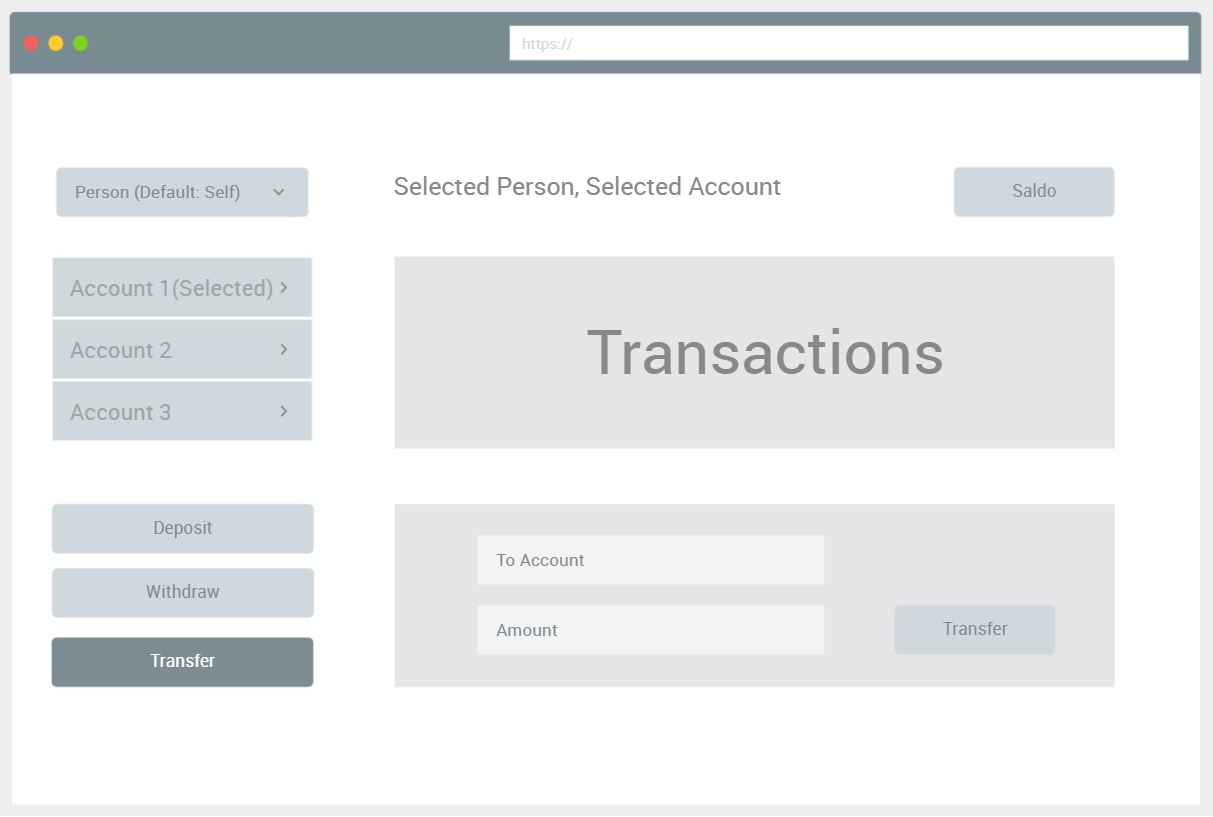 https://
Person (Default: Self)
Selected Person, Selected Account
Saldo
Account 1(Selected)
Account 2
Account 3
Transactions
Deposit
Withdraw
Transfer
To Account
Amount
Transfer